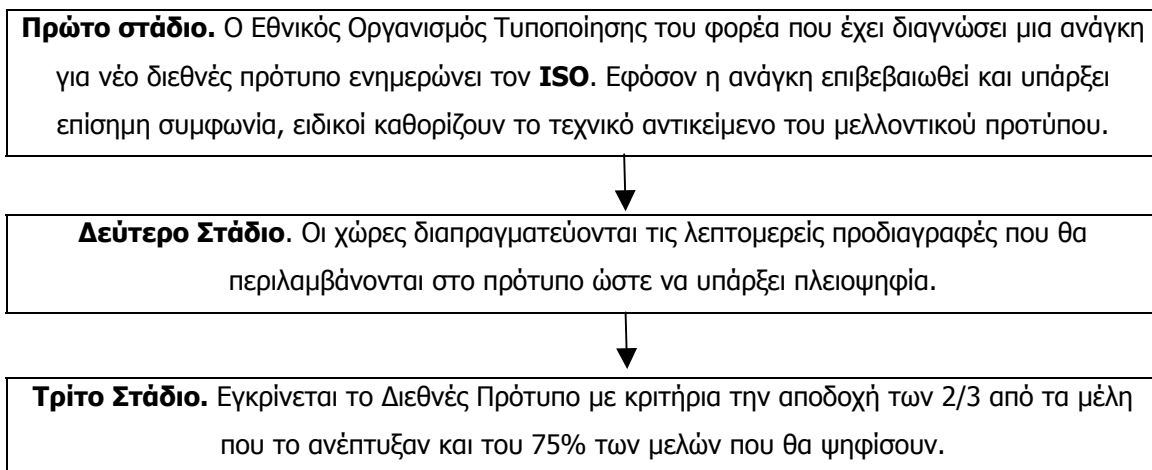 Πρώτο στάδιο. Ο Εθνικός Οργανισμός Τυποποίησης του φορέα που έχει διαγνώσει μια ανάγκη
για νέο διεθνές πρότυπο ενημερώνει τον ISO. Εφόσον η ανάγκη επιβεβαιωθεί και υπάρξει
επίσημη συμφωνία, ειδικοί καθορίζουν το τεχνικό αντικείμενο του μελλοντικού προτύπου.
Δεύτερο Στάδιο. Οι χώρες διαπραγματεύονται τις λεπτομερείς προδιαγραφές που θα
περιλαμβάνονται στο πρότυπο ώστε να υπάρξει πλειοψηφία.
Τρίτο Στάδιο. Εγκρίνεται το Διεθνές Πρότυπο με κριτήρια την αποδοχή των 2/3 από τα μέλη
που το ανέπτυξαν και του 75% των μελών που θα ψηφίσουν.